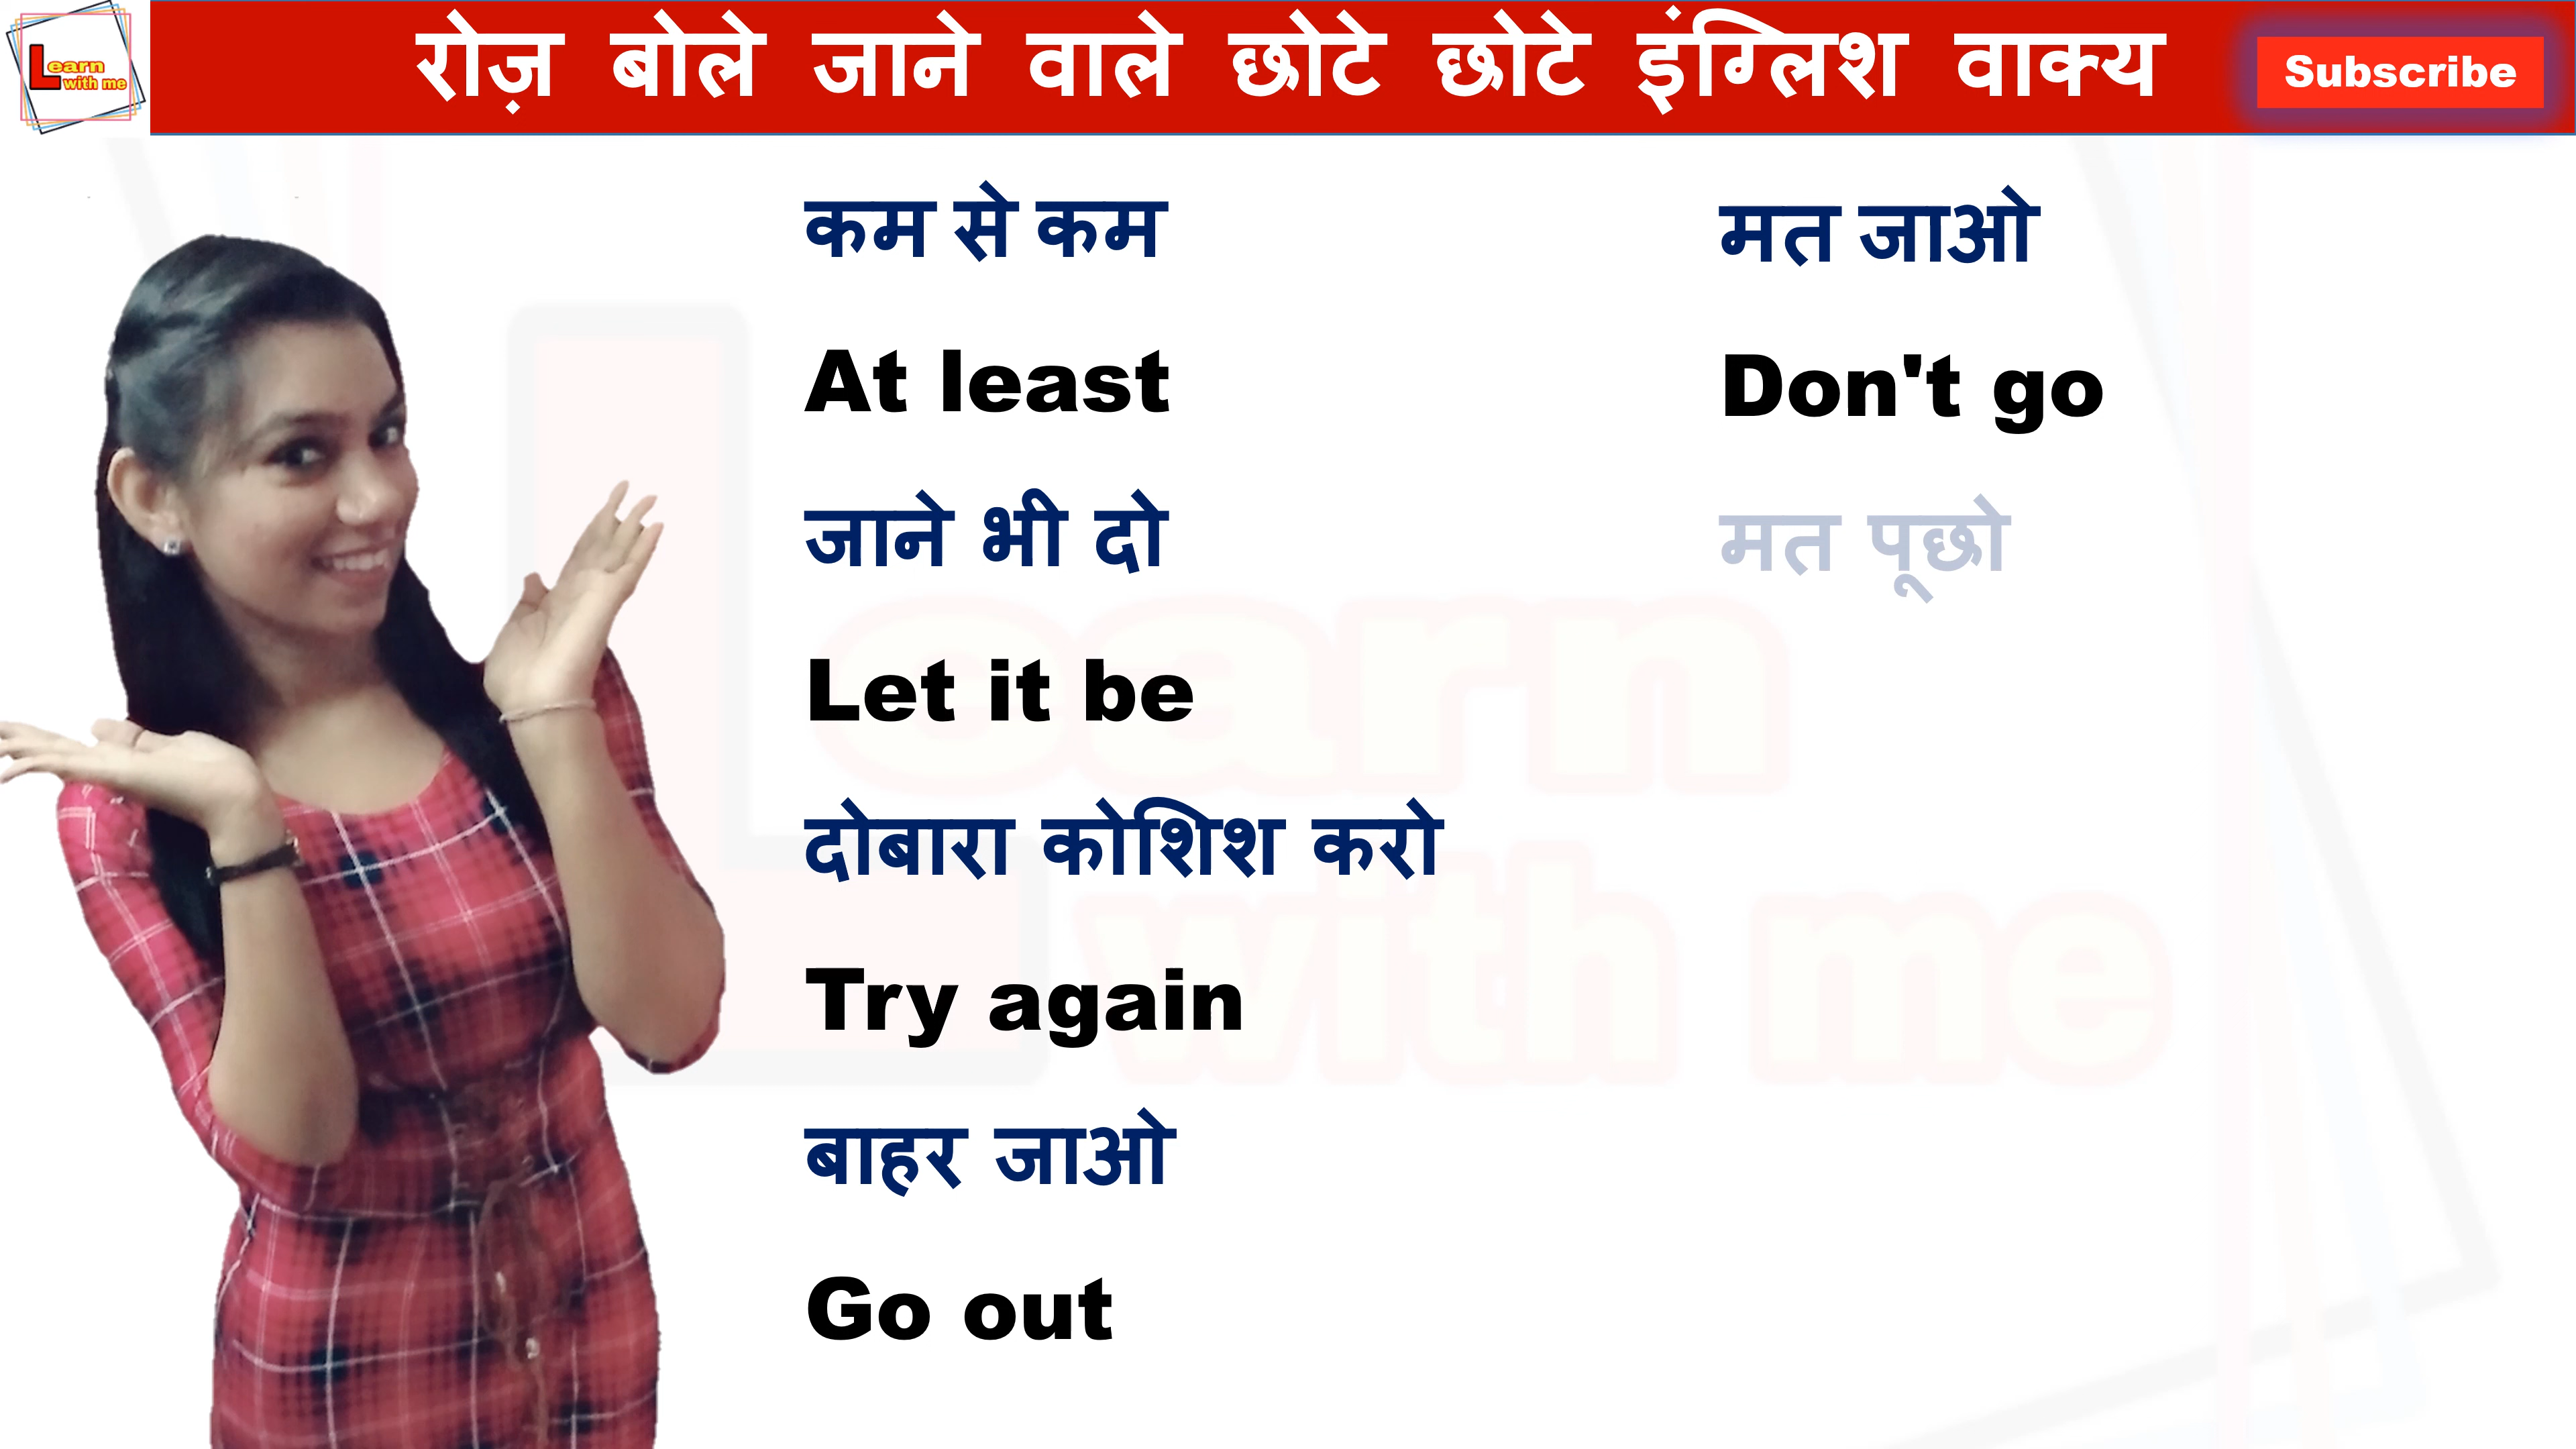 Learn
with me
रोज़ बोले जाने वाले छोटे छोटे इंग्लिश वाक्य
Subscribe
कम से कम
At least
जाने भी दो
Let it be
दोबारा कोशिश करो
Try again
बाहर जाओ
Go out
मत जाओ
Don't go
मत पूछो
Learn
with me